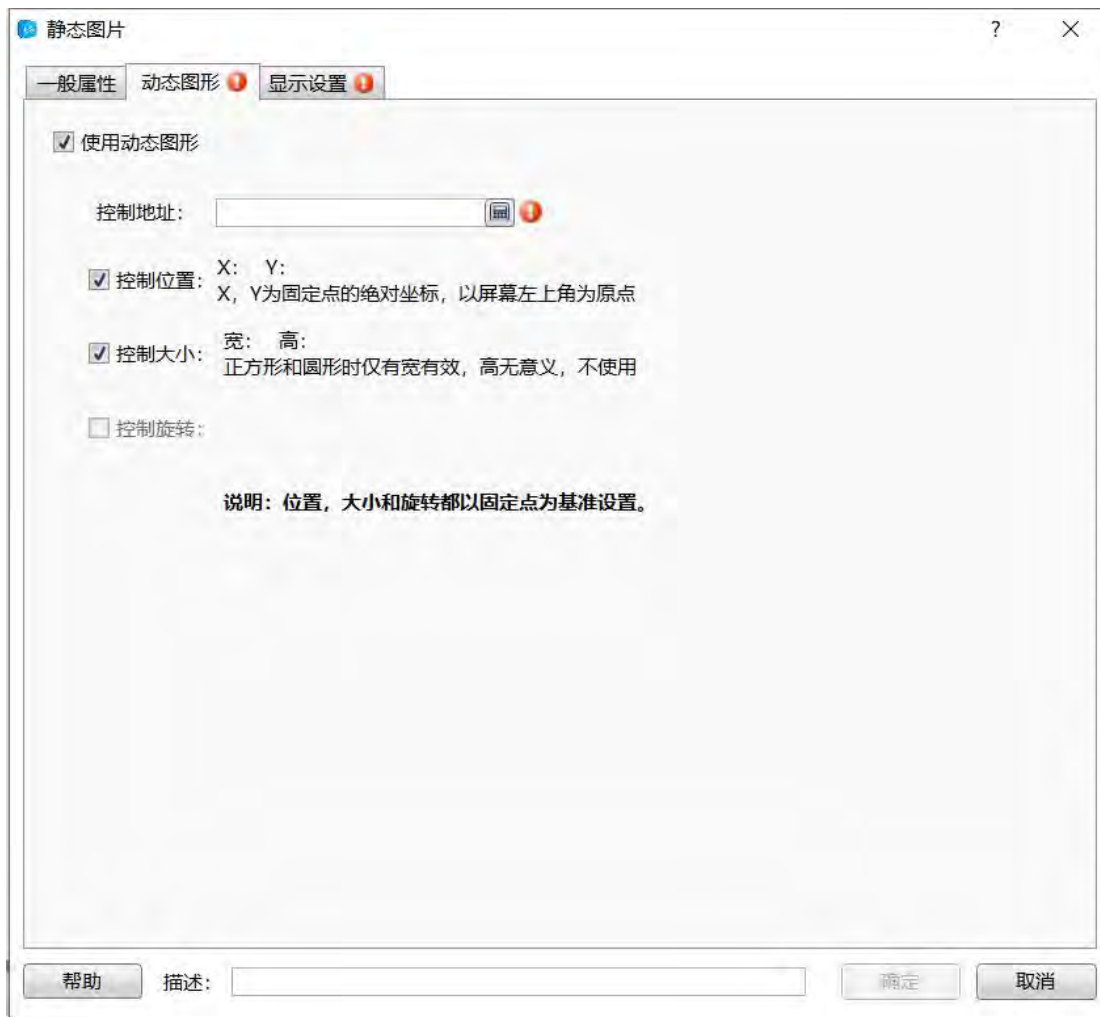 静态图片
?
一般属性 动态图形 显示设置
使用动态图形
控制地址：
控制位置： X： Y：
X，Y为固定点的绝对坐标，以屏幕左上角为原点
控制大小： 宽： 高：
正方形和圆形时仅有宽有效，高无意义，不使用
控制旋转：
说明：位置，大小和旋转都以固定点为基准设置。
帮助 描述： 确定 取消